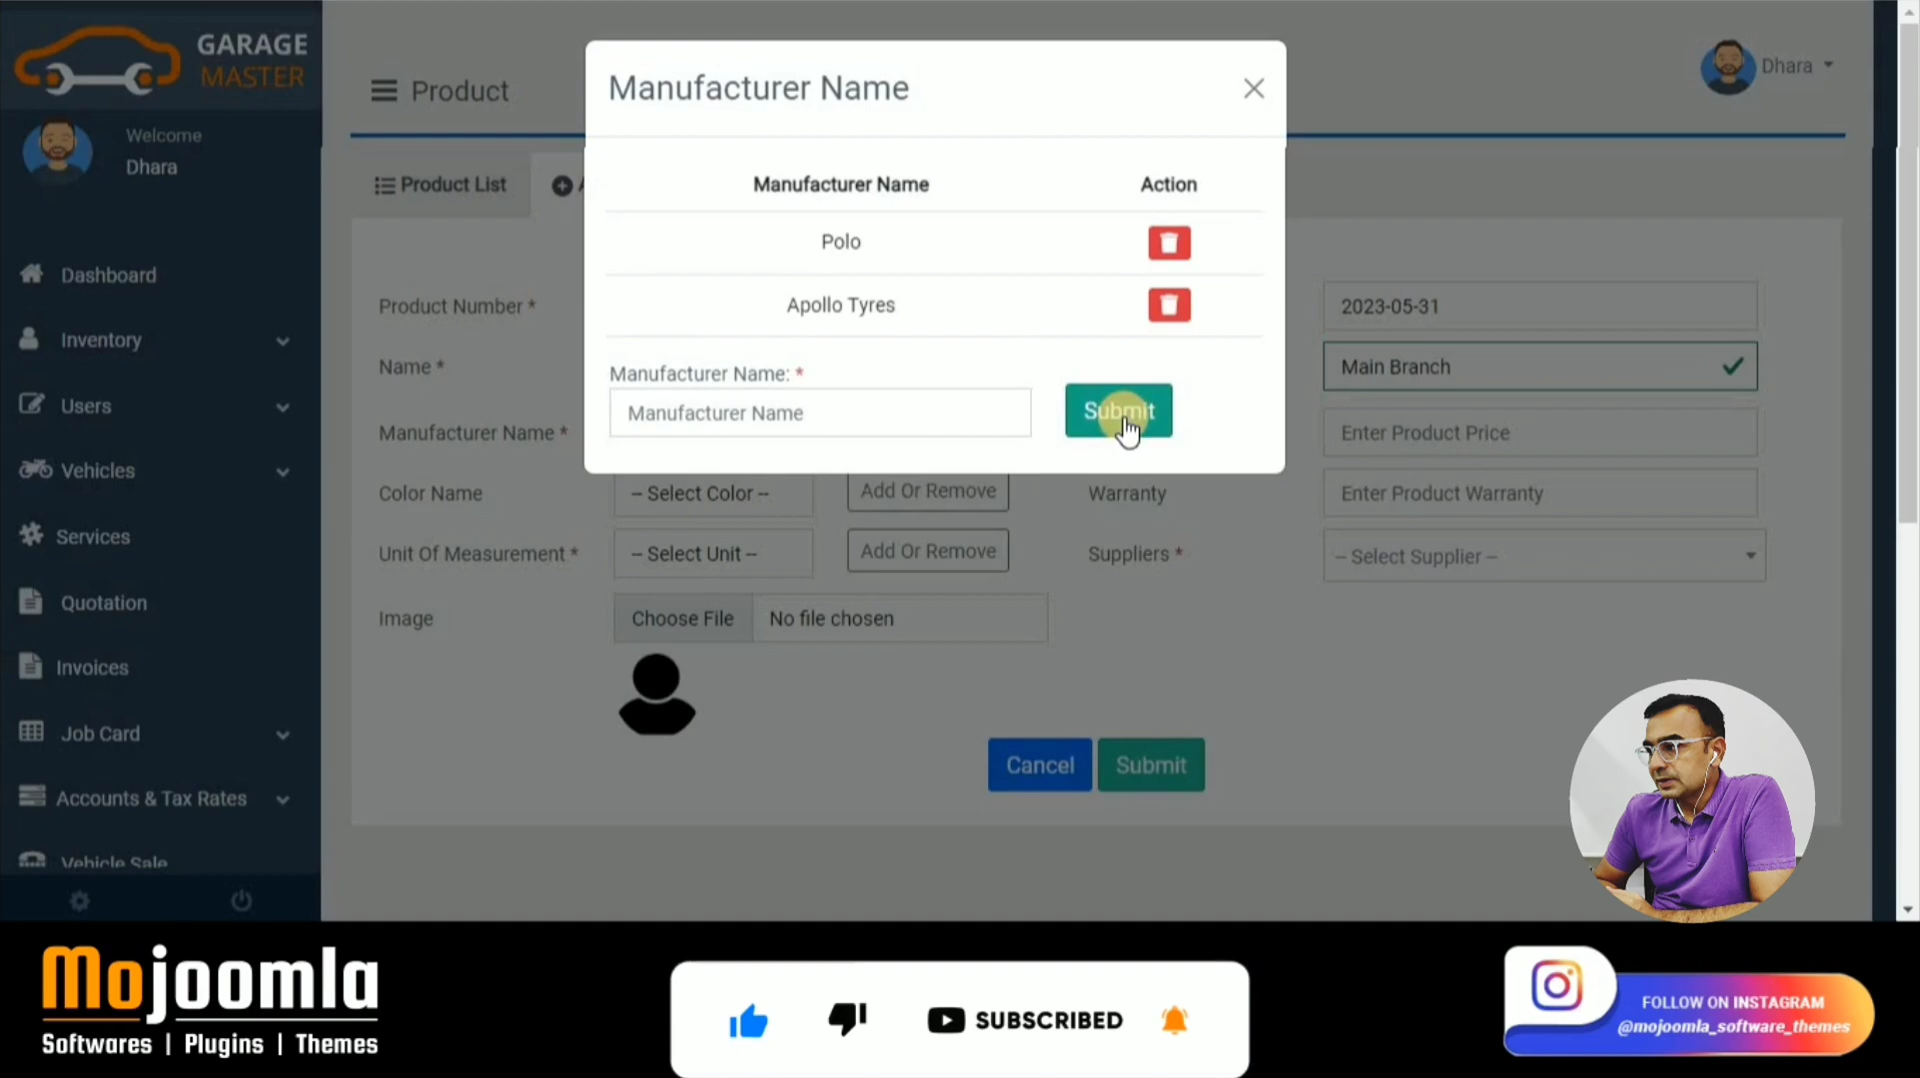 GARAGE
MASTER
Welcome
Dhara
Dashboard
Inventory
Users
Vehicles
Services
Quotation
Invoices
Job Card
Accounts & Tax Rates
Vehicle Sale
Product
Dhara
Product List
Manufacturer Name
Manufacturer Name Action
Polo
Apollo Tyres
Manufacturer Name: *
Manufacturer Name Submit
Product Number * 2023-05-31
Name * Main Branch
Manufacturer Name * Enter Product Price
Color Name -- Select Color -- Add Or Remove Warranty Enter Product Warranty
Unit Of Measurement * -- Select Unit -- Add Or Remove Suppliers * -- Select Supplier --
Image Choose File No file chosen
Cancel Submit
Mojoomla
Softwares | Plugins | Themes
SUBSCRIBED
FOLLOW ON INSTAGRAM
@mojoomla_software_themes